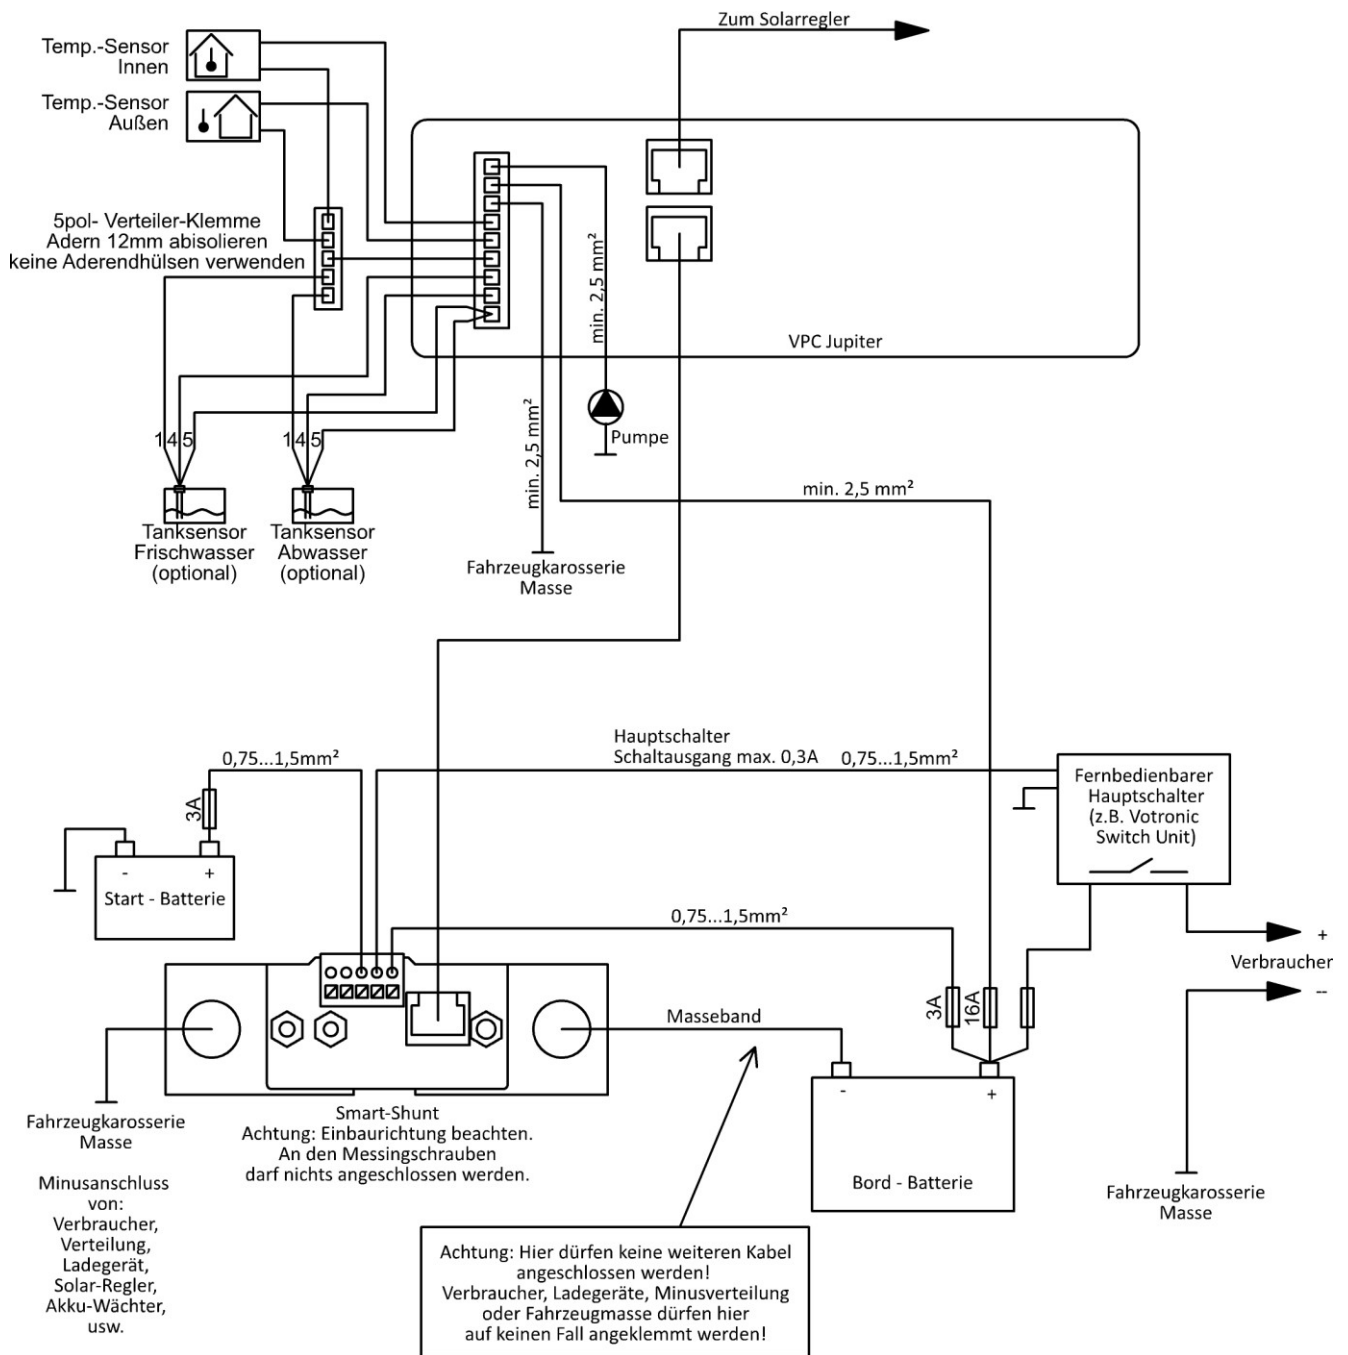 Zum Solarregler
Temp.-Sensor
Innen
Temp.-Sensor
Außen
5pol- Verteiler-Klemme
Adern 12mm abisolieren
keine Aderendhülsen verwenden
min. 2,5 mm²
VPC Jupiter
min. 2,5 mm²
Pumpe
min. 2,5 mm²
145
145
Tanksensor
Frischwasser
(optional)
Tanksensor
Abwasser
(optional)
Fahrzeugkarosserie
Masse
Hauptschalter
Schaltausgang max. 0,3A
0,75...1,5mm²
0,75...1,5mm²
3A
Fernbedienbarer
Hauptschalter
(z.B. Votronic
Switch Unit)
-
+
Start - Batterie
0,75...1,5mm²
+
Verbraucher
--
3A
16A
Masseband
-
+
Bord - Batterie
Fahrzeugkarosserie
Masse
Smart-Shunt
Achtung: Einbaurichtung beachten.
An den Messingschrauben
darf nichts angeschlossen werden.
Fahrzeugkarosserie
Masse
Minusanschluss
von:
Verbraucher,
Verteilung,
Ladegerät,
Solar-Regler,
Akku-Wächter,
usw.
Achtung: Hier dürfen keine weiteren Kabel
angeschlossen werden!
Verbraucher, Ladegeräte, Minusverteilung
oder Fahrzeugmasse dürfen hier
auf keinen Fall angeklemmt werden!